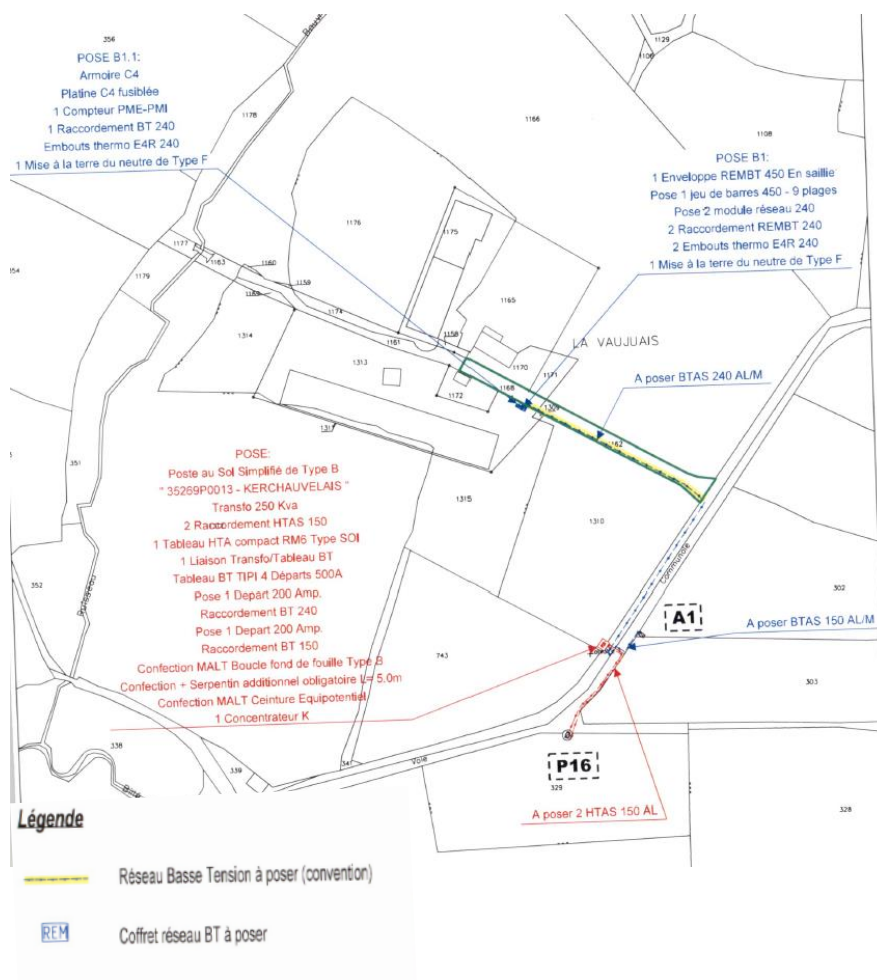 356
POSE B1.1:
Armoire C4
Platine C4 fusiblée
1 Compteur PME-PMI
1 Raccordement BT 240
Embouts thermo E4R 240
1 Mise à la terre du neutre de Type F
1178
1166
1129
1108
1108
POSE B1:
1 Enveloppe REMBT 450 En saillie
Pose 1 jeu de barres 450 - 9 plages
Pose 2 module réseau 240
2 Raccordement REMBT 240
2 Embouts thermo E4R 240
1 Mise à la terre du neutre de Type F
1176
1175
1177
1163
1160
1159
1179
1169
1174
1165
354
1314
1161
1158
LA VAUJUAIS
1313
1170
1171
1168
1172
A poser BTAS 240 AL/M
1309
1162
351
1315
1310
POSE:
Poste au Sol Simplifié de Type B
" 35269P0013 - KERCHAUVELAIS "
Transfo 250 Kva
2 Raccordement HTAS 150
1 Tableau HTA compact RM6 Type SOI
1 Liaison Transfo/Tableau BT
Tableau BT TIPI 4 Départs 500A
Pose 1 Depart 200 Amp.
Raccordement BT 240
Pose 1 Depart 200 Amp.
Raccordement BT 150
Confection MALT Boucle fond de fouille Type B
Confection + Serpentin additionnel obligatoire L= 5.0m
Confection MALT Ceinture Equipotentiel
1 Concentrateur K
352
Ruisseau
Communale
302
A1
A poser BTAS 150 AL/M
743
303
338
339
341
Voie
P16
329
A poser 2 HTAS 150 AL
328
Légende
Réseau Basse Tension à poser (convention)
REM
Coffret réseau BT à poser